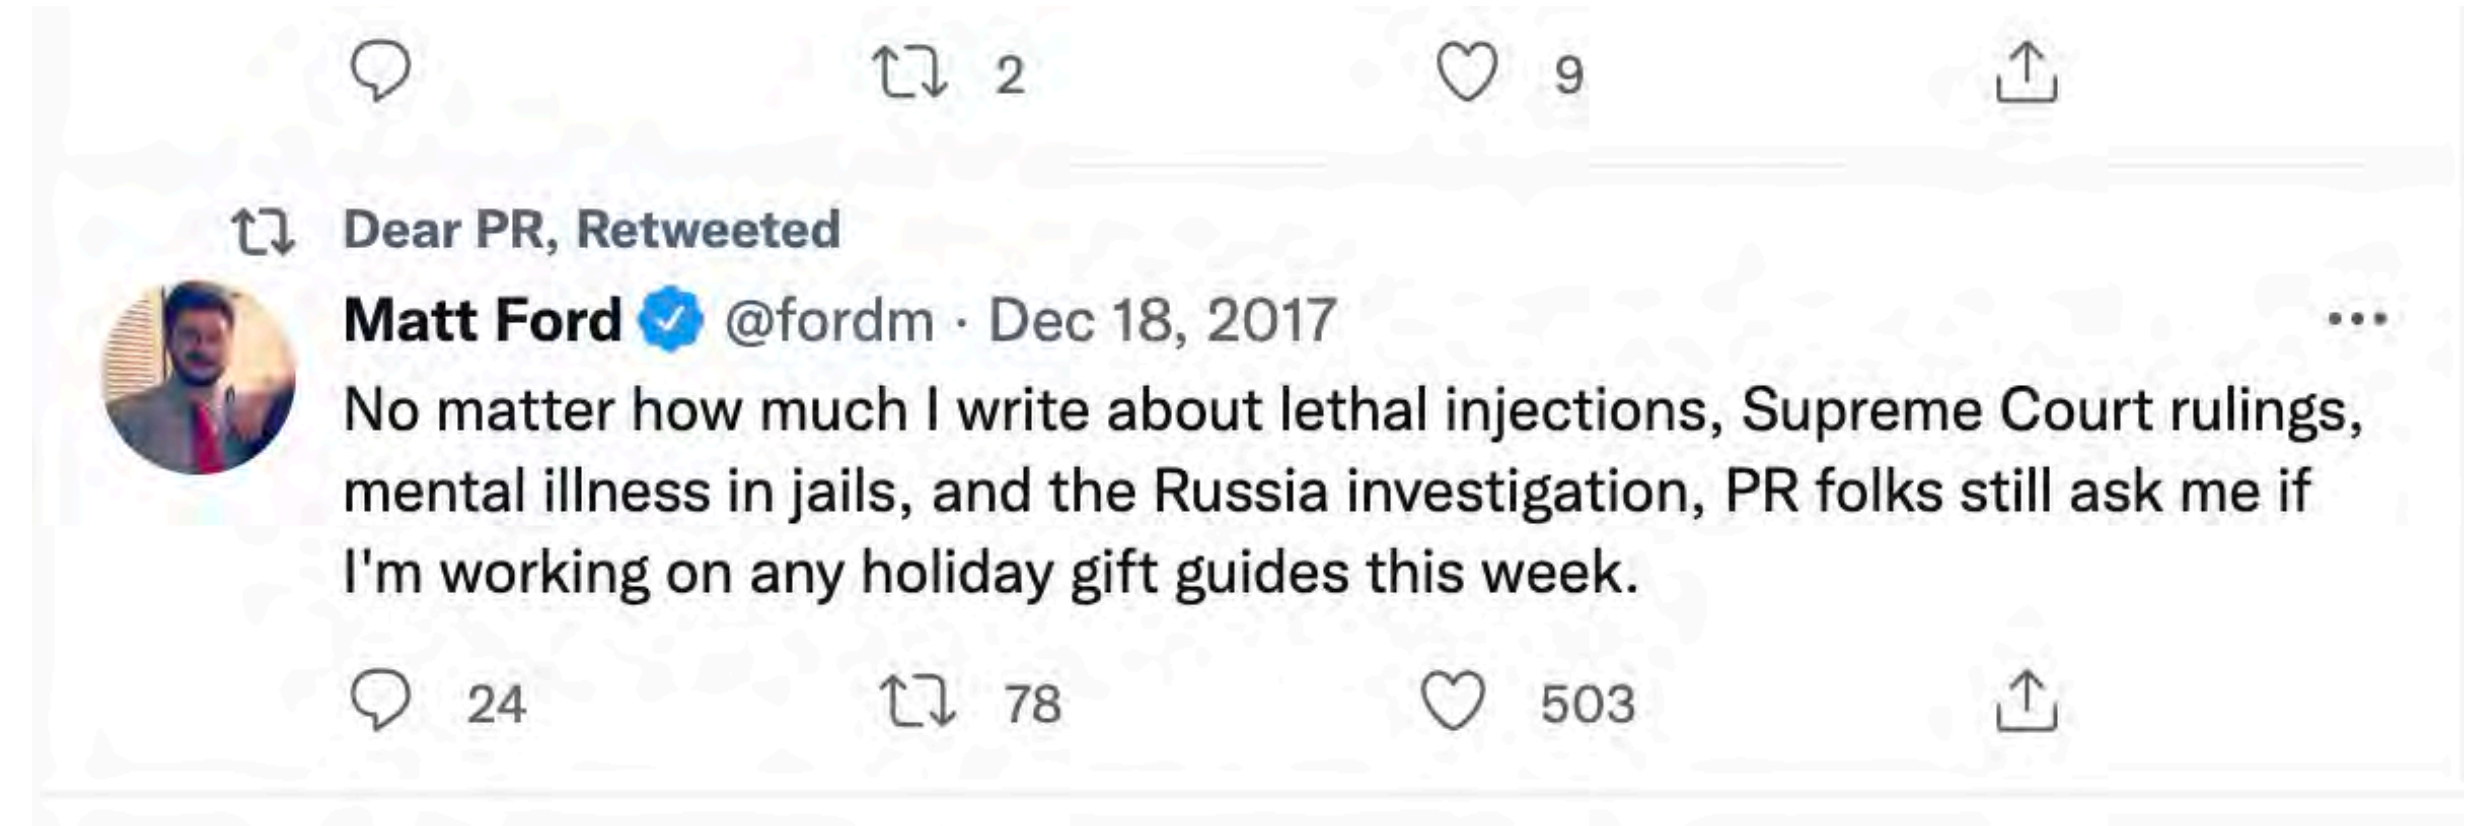 2 9
Dear PR, Retweeted
Matt Ford @fordm · Dec 18, 2017
No matter how much I write about lethal injections, Supreme Court rulings,
mental illness in jails, and the Russia investigation, PR folks still ask me if
I'm working on any holiday gift guides this week.
24 78 503